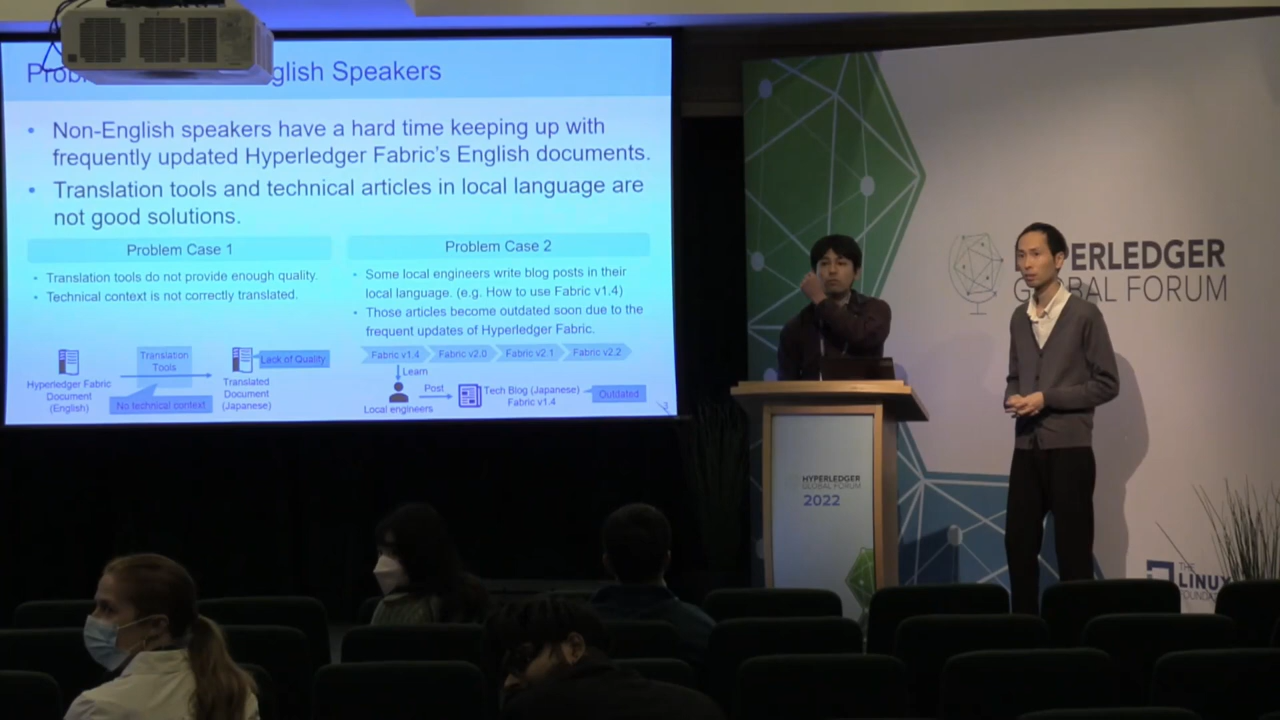 glish Speakers
• Non-English speakers have a hard time keeping up with
frequently updated Hyperledger Fabric's English documents.
• Translation tools and technical articles in local language are
not good solutions.
Problem Case 1
• Translation tools do not provide enough quality.
• Technical context is not correctly translated.
Translation
Tools
Lack of Quality
Hyperledger Fabric
Document
(English)
No technical context
Translated
Document
(Japanese)
Problem Case 2
• Some local engineers write blog posts in their
local language. (e.g. How to use Fabric v1.4)
• Those articles become outdated soon due to the
frequent updates of Hyperledger Fabric.
Fabric v1.4 Fabric v2.0 Fabric v2.1 Fabric v2.2
Learn
Post
Local engineers
Tech Blog (Japanese)
Fabric v1.4
Outdated
PERLEDGER
GLOBAL FORUM
HYPERLEDGER
GLOBAL FORUM
2022
THE
LINUX
FOUNDA